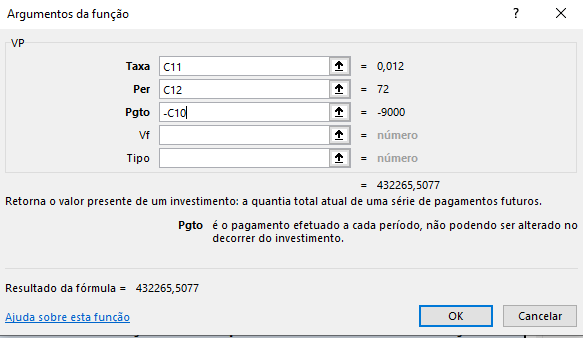 Argumentos da função
VP
Taxa C11 = 0,012
Per C12 = 72
Pgto -C10 = -9000
Vf = número
Tipo = número
= 432265,5077
Retorna o valor presente de um investimento: a quantia total atual de uma série de pagamentos futuros.
Pgto é o pagamento efetuado a cada período, não podendo ser alterado no
decorrer do investimento.
Resultado da fórmula = 432265,5077
Ajuda sobre esta função OK Cancelar